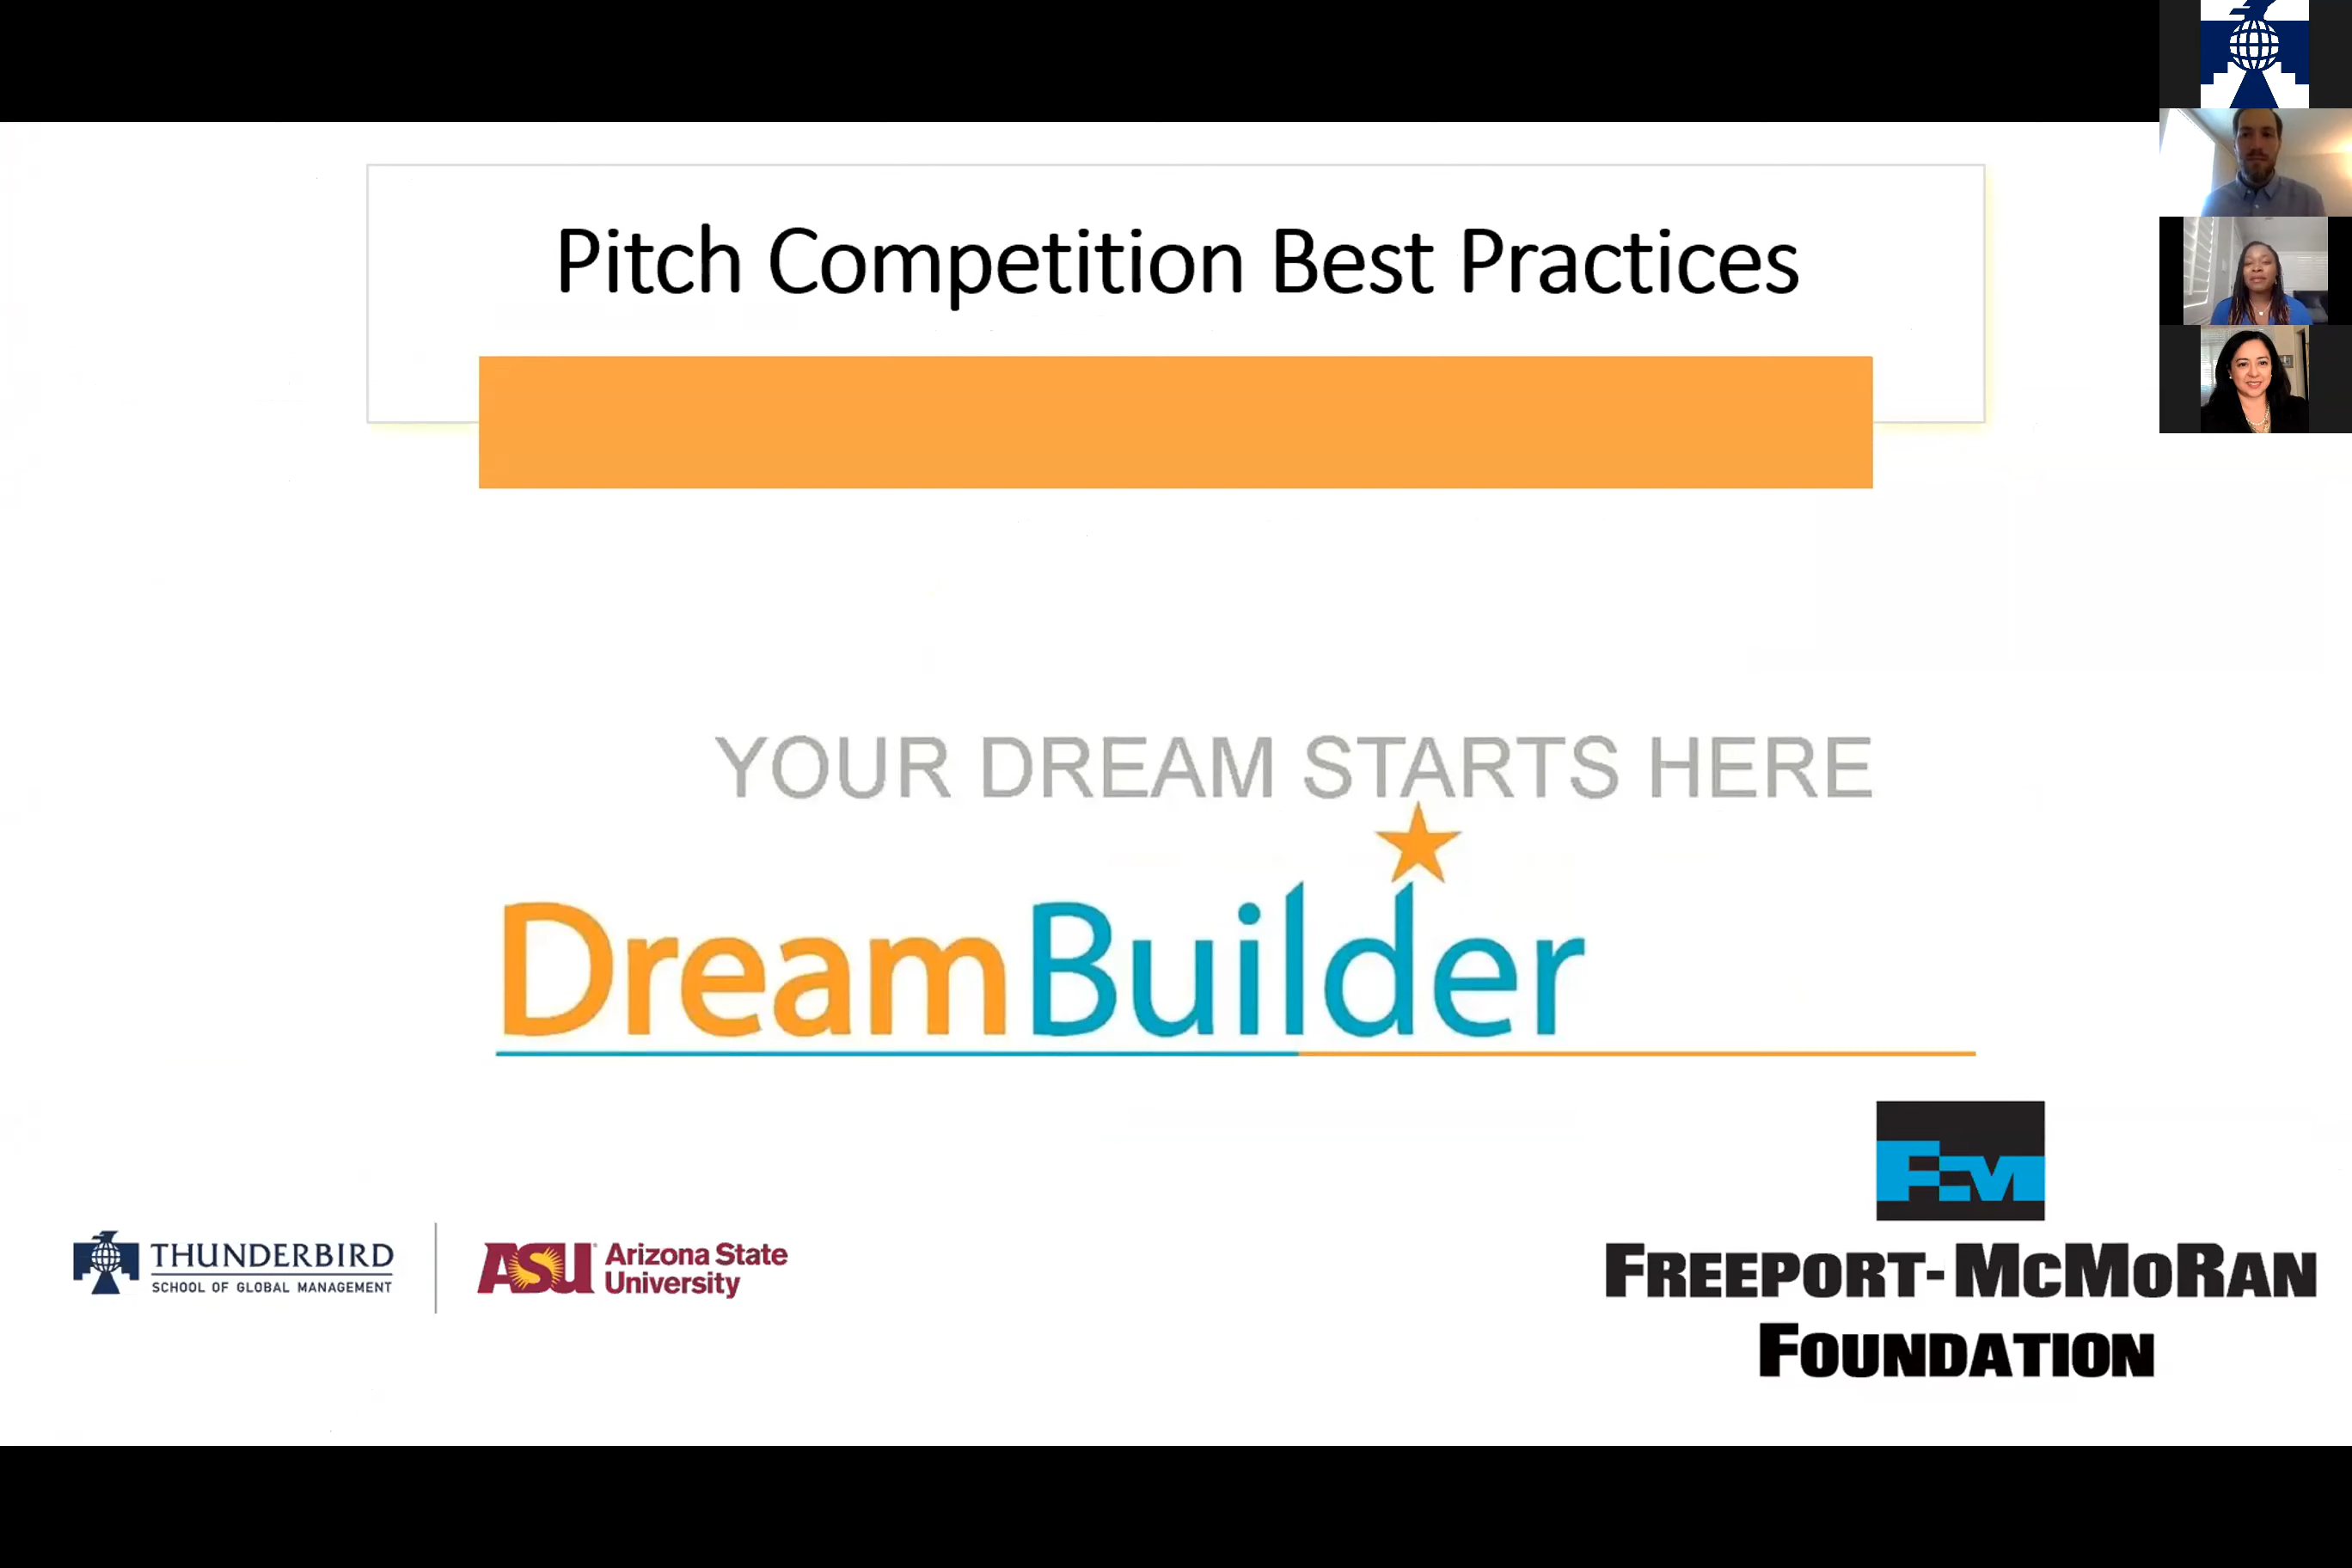 Pitch Competition Best Practices
YOUR DREAM STARTS HERE
DreamBuilder
THUNDERBIRD
SCHOOL OF GLOBAL MANAGEMENT
ASU Arizona State
University
FM
FREEPORT-MCMORAN
FOUNDATION